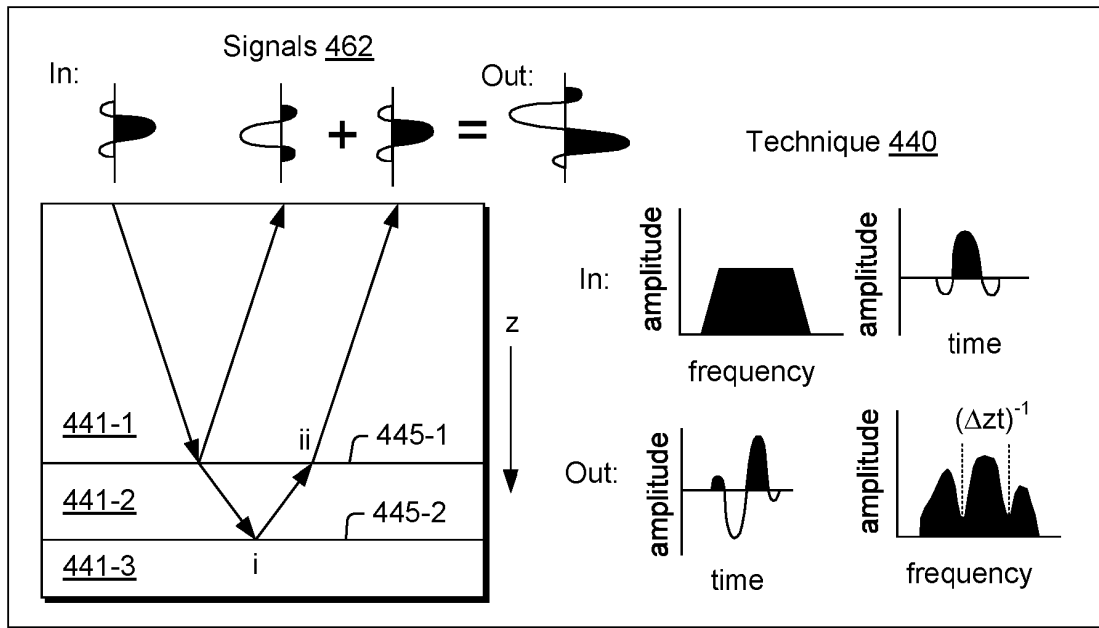 Signals 462
In:
Out:
+
=
Technique 440
441-1
ii
445-1
441-2
445-2
i
441-3
z
In:
amplitude
frequency
amplitude
time
Out:
amplitude
time
amplitude
(Δzt)⁻¹
frequency